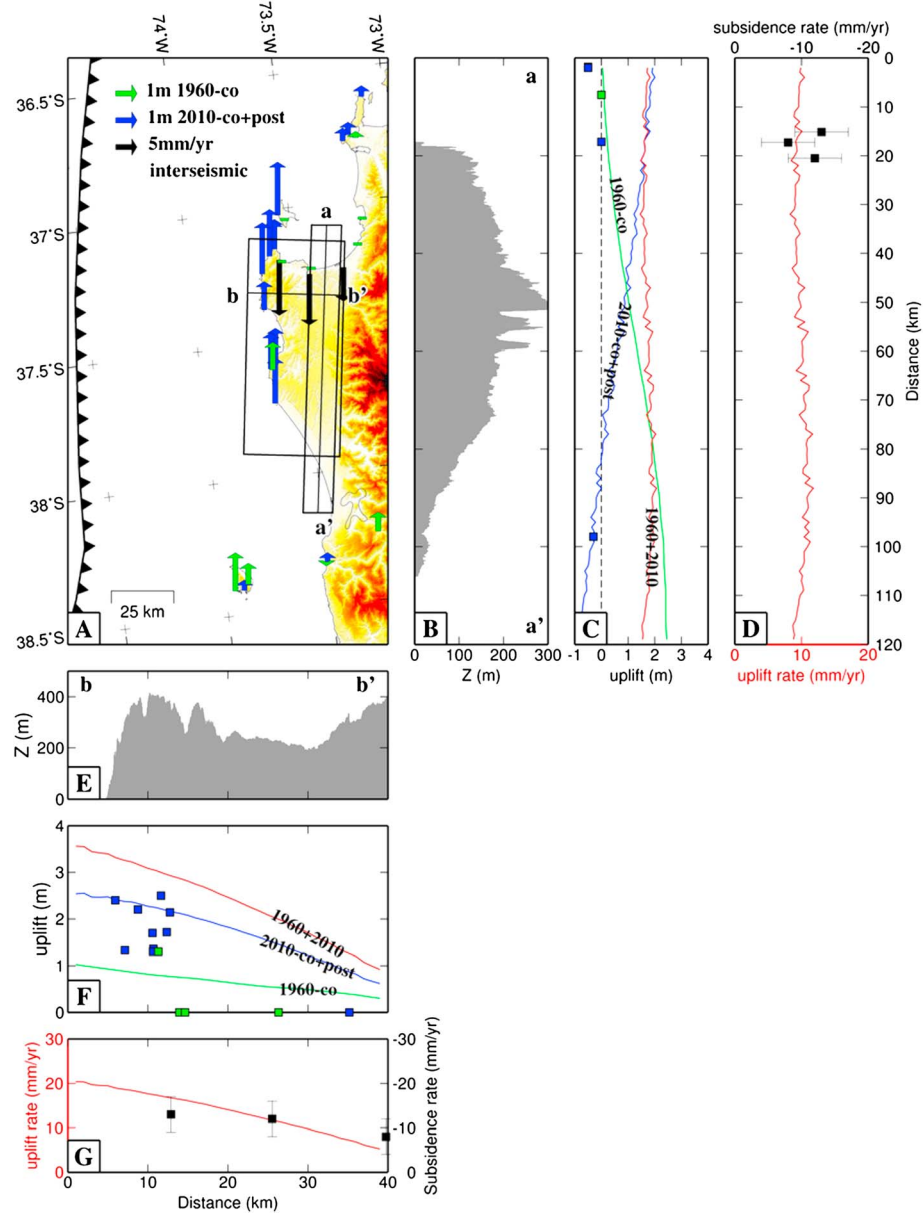 74°W
73.5°W
73°W
36.5°S
37°S
37.5°S
38°S
38.5°S
1m 1960-co
1m 2010-co+post
5mm/yr
interseismic
a
b
b'
a'
25 km
A
a
a'
B
0
100
200
300
Z (m)
1960-co
2010-co+post
1960+2010
C
-1
0
1
2
3
4
uplift (m)
subsidence rate (mm/yr)
0
-10
-20
0
10
20
30
40
50
60
70
80
90
100
110
120
Distance (km)
D
0
10
20
uplift rate (mm/yr)
b
b'
400
200
0
Z (m)
E
4
3
2
1
0
uplift (m)
1960+2010
2010-co+post
1960-co
F
30
20
10
0
uplift rate (mm/yr)
-30
-20
-10
0
Subsidence rate (mm/yr)
G
0
10
20
30
40
Distance (km)